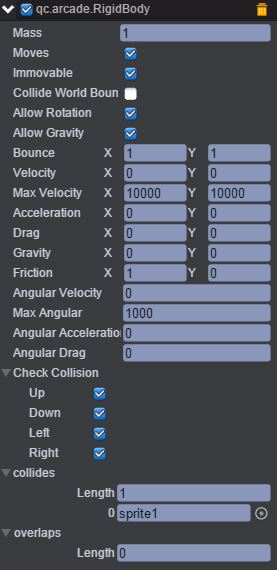 qc.arcade.RigidBody
Mass 1
Moves
Immovable
Collide World Boun
Allow Rotation
Allow Gravity
Bounce X 1 Y 1
Velocity X 0 Y 0
Max Velocity X 10000 Y 10000
Acceleration X 0 Y 0
Drag X 0 Y 0
Gravity X 0 Y 0
Friction X 1 Y 0
Angular Velocity 0
Max Angular 1000
Angular Acceleration 0
Angular Drag 0
Check Collision
Up
Down
Left
Right
collides
Length 1
0 sprite1
overlaps
Length 0